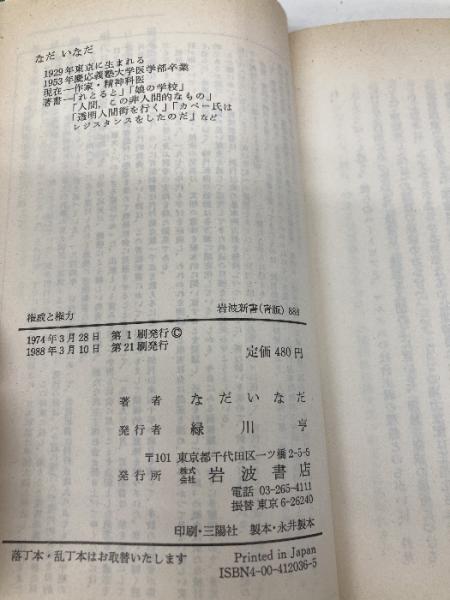 なだ いなだ
1929年東京に生まれる
1953年慶応義塾大学医学部卒業
現在―作家・精神科医
著書―「れとると」「娘の学校」
「人間、この非人間的なもの」
「透明人間街を行く」「カペー氏は
レジスタンスをしたのだ」など
権威と権力
岩波新書(青版) 888
1974年3月28日 第1刷発行©
1988年3月10日 第21刷発行
定価 480円
著者 なだいなだ
発行者 緑川 亨
〒101 東京都千代田区一ツ橋2-5-5
発行所 株式会社 岩波書店
電話 03-265-4111
振替 東京 6-26240
印刷・三陽社 製本・永井製本
落丁本・乱丁本はお取替いたします
Printed in Japan
ISBN4-00-412036-5